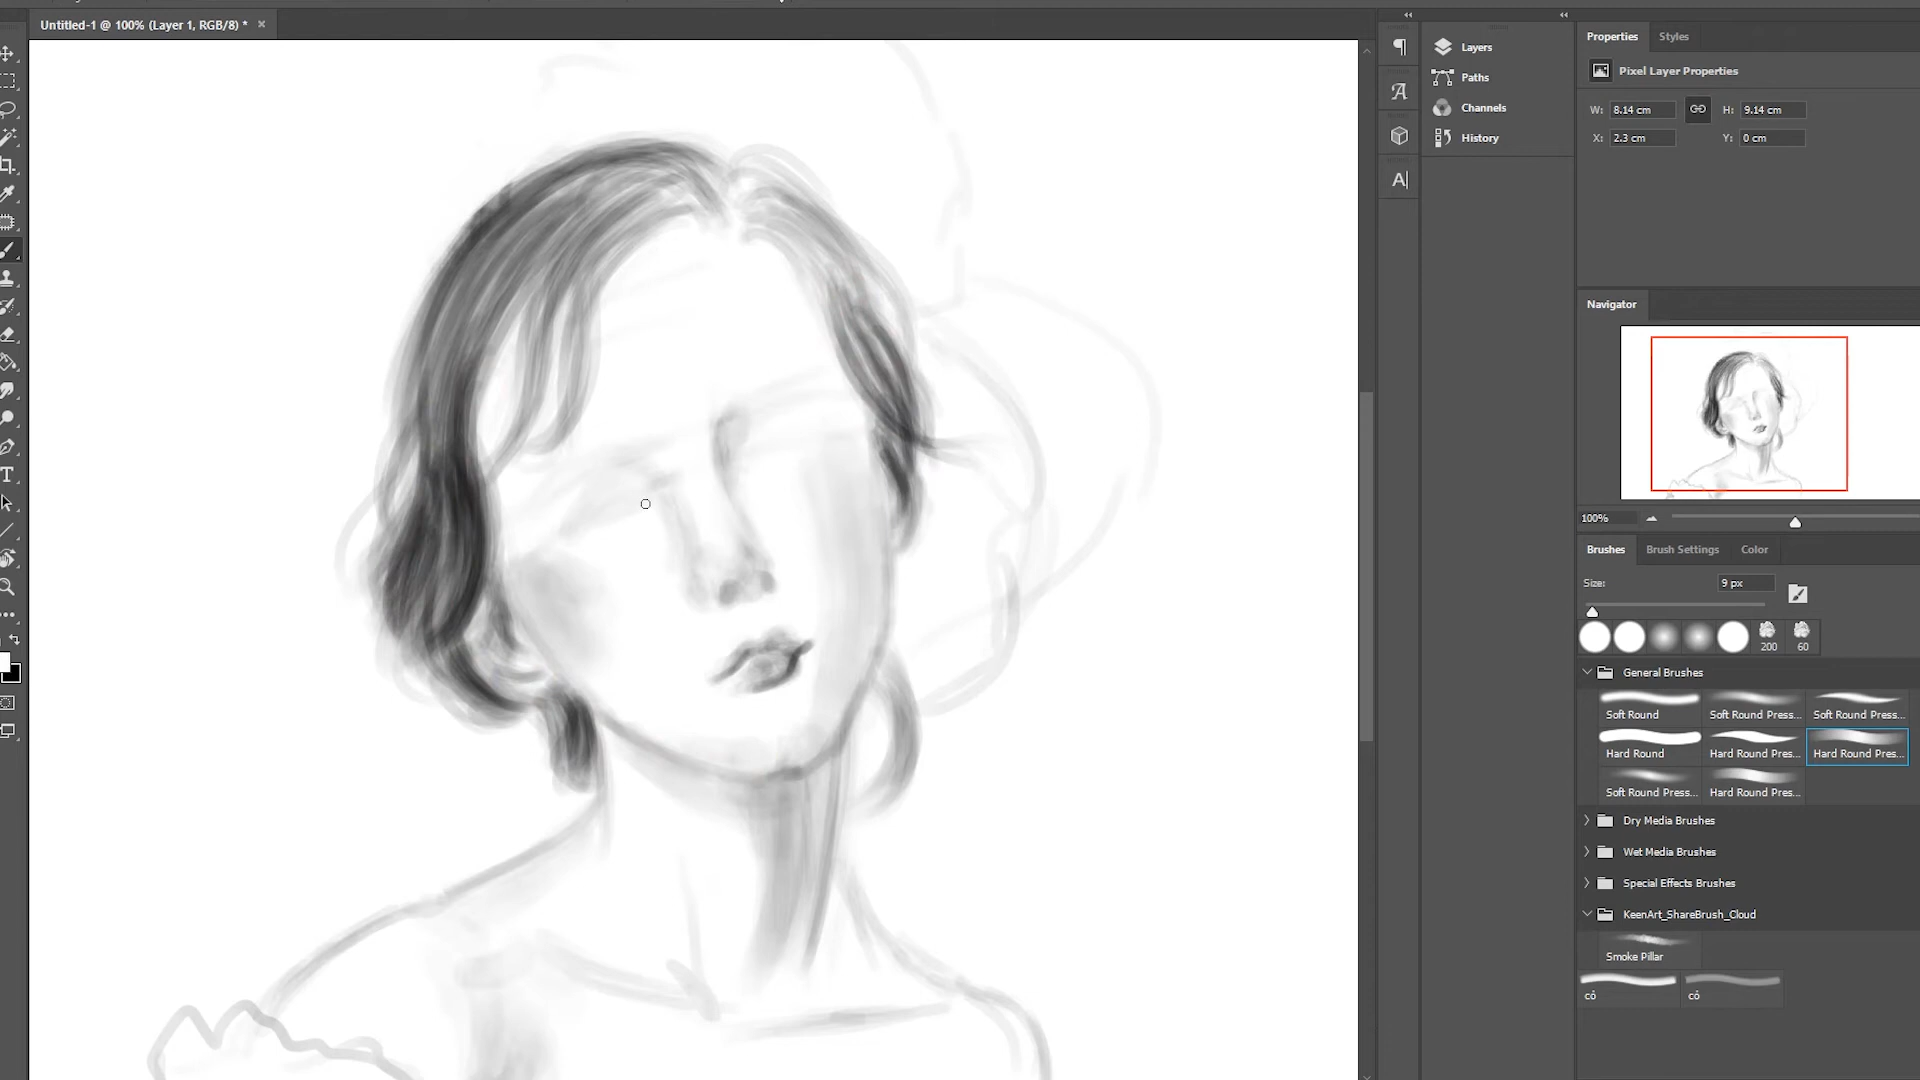 Untitled-1 @ 100% (Layer 1, RGB/8) *
Layers
Paths
Channels
History
Properties
Styles
Pixel Layer Properties
W: 8.14 cm
H: 9.14 cm
X: 2.3 cm
Y: 0 cm
Navigator
100%
Brushes
Brush Settings
Color
Size:
9 px
200
60
General Brushes
Soft Round
Soft Round Press...
Soft Round Press...
Hard Round
Hard Round Pres...
Hard Round Pres...
Soft Round Press...
Hard Round Pres...
Dry Media Brushes
Wet Media Brushes
Special Effects Brushes
KeenArt_ShareBrush_Cloud
Smoke Pillar
cỏ
cỏ